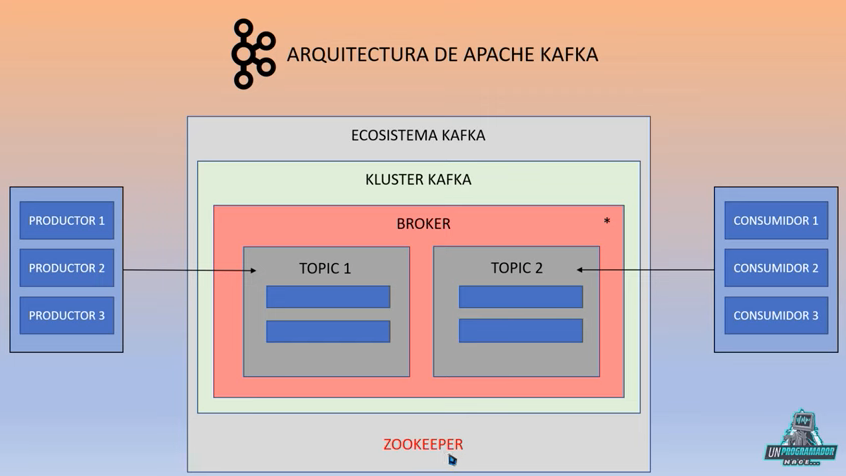 ARQUITECTURA DE APACHE KAFKA
ECOSISTEMA KAFKA
KLUSTER KAFKA
BROKER *
TOPIC 1
TOPIC 2
PRODUCTOR 1
PRODUCTOR 2
PRODUCTOR 3
CONSUMIDOR 1
CONSUMIDOR 2
CONSUMIDOR 3
ZOOKEEPER
UN PROGRAMADOR
NACE...